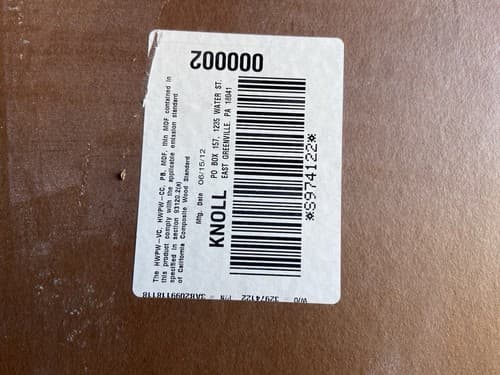 000002
The HWPW-VC, HWPW-CC, PB, MDF, thin MDF contained in
this product comply with the applicable emission standard
specified in section 93120.2(a)
of California Composite Wood Standard
Mfg. Date 06/15/12
KNOLL PO BOX 157, 1235 WATER ST.
EAST GREENVILLE, PA 18041
*S974122*
W/O - 32974122 P/N